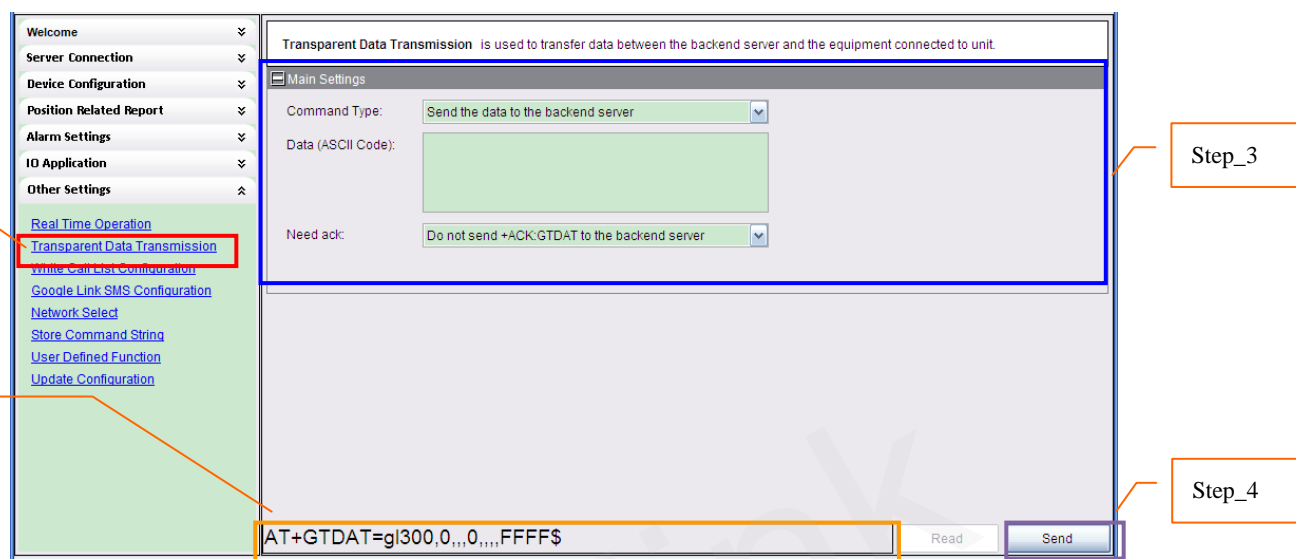 Welcome
Server Connection
Device Configuration
Position Related Report
Alarm Settings
IO Application
Other Settings
Real Time Operation
Transparent Data Transmission
White Call List Configuration
Google Link SMS Configuration
Network Select
Store Command String
User Defined Function
Update Configuration
Transparent Data Transmission is used to transfer data between the backend server and the equipment connected to unit.
Main Settings
Command Type: Send the data to the backend server
Data (ASCII Code):
Need ack: Do not send +ACK:GTDAT to the backend server
AT+GTDAT=gl300,0,,,0,,,,FFFF$
Read
Send
Step_3
Step_4